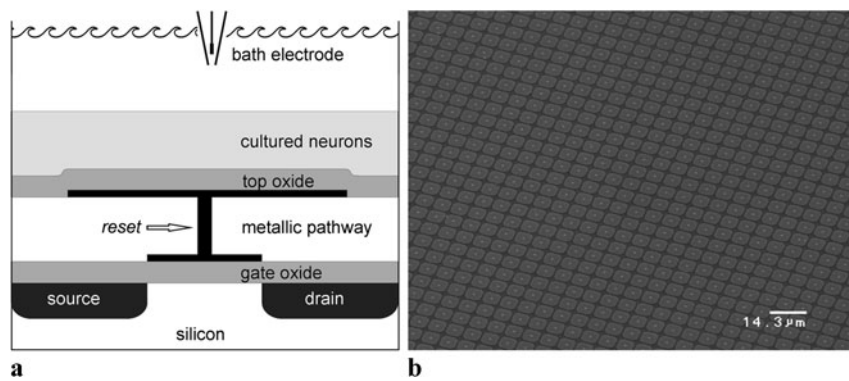 bath electrode
cultured neurons
top oxide
reset
metallic pathway
gate oxide
source
drain
silicon
14.3µm
a
b